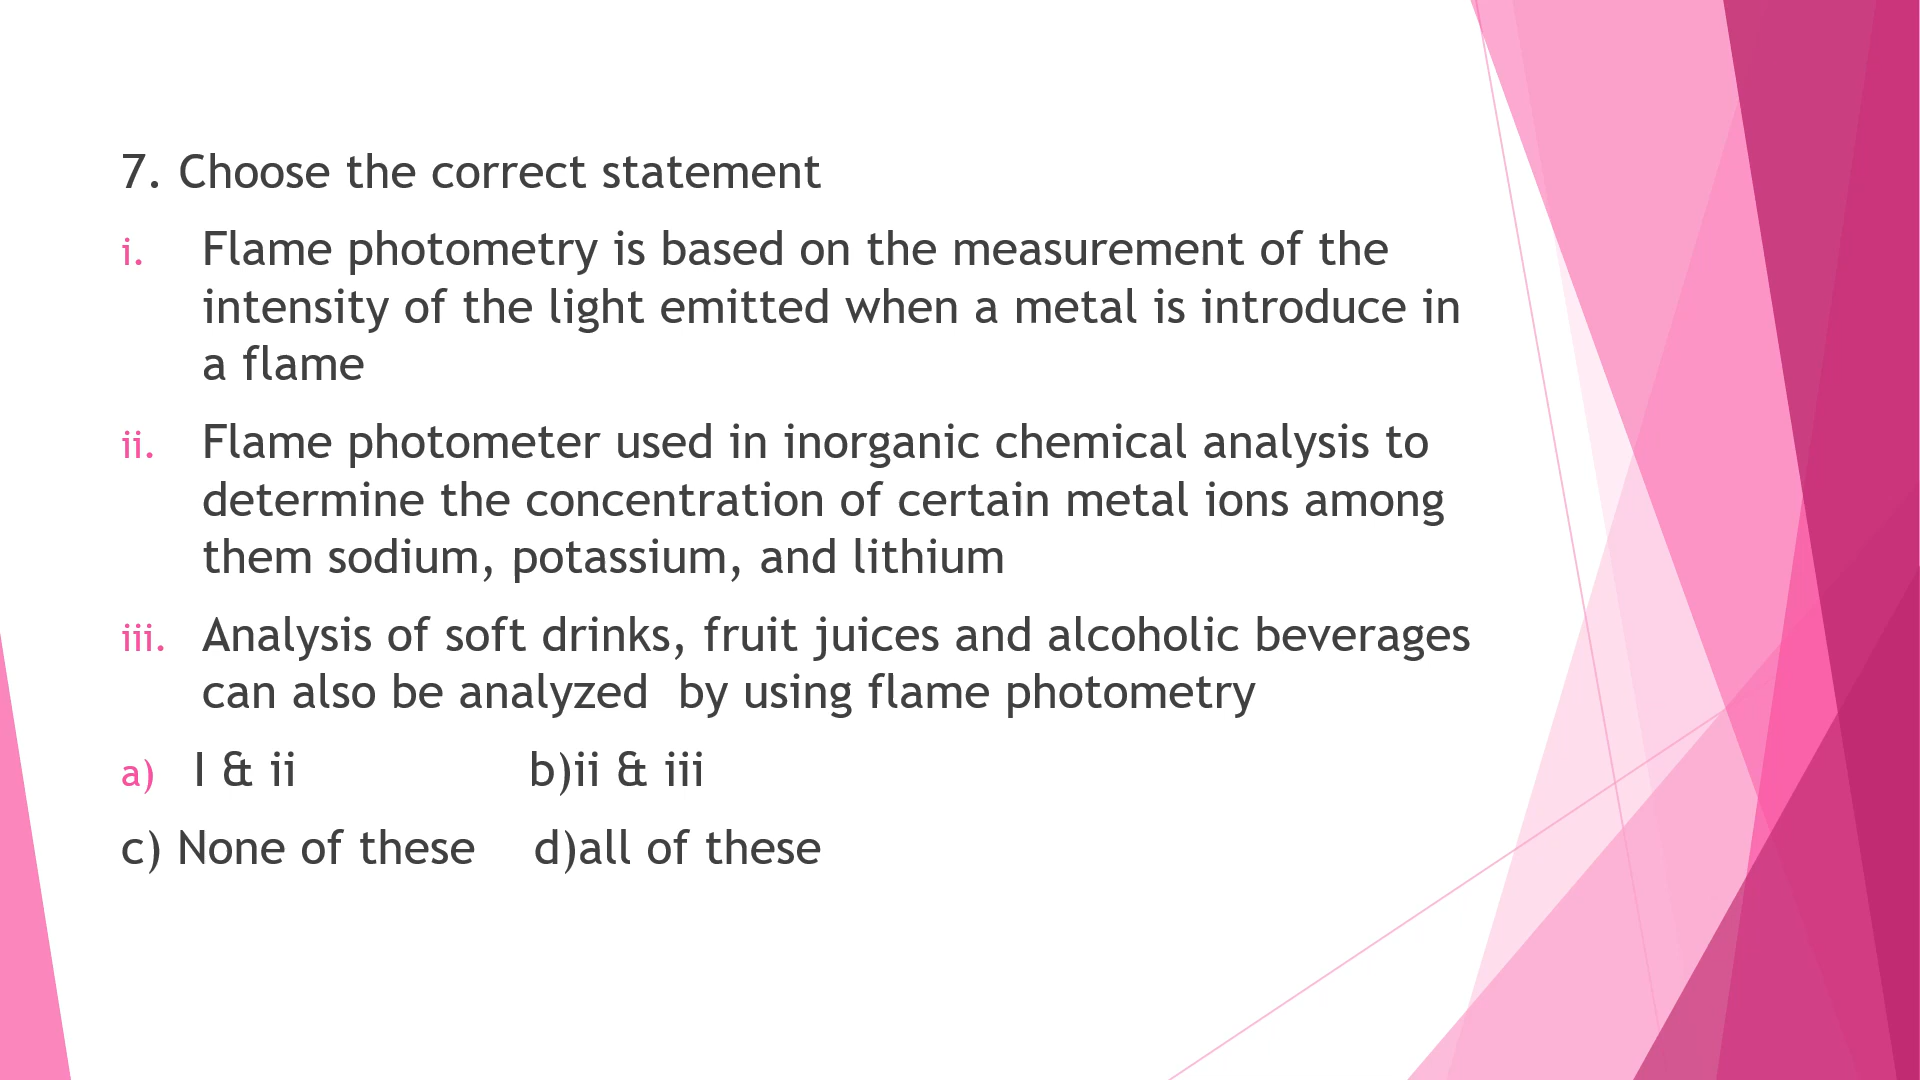 7. Choose the correct statement
i. Flame photometry is based on the measurement of the
intensity of the light emitted when a metal is introduce in
a flame
ii. Flame photometer used in inorganic chemical analysis to
determine the concentration of certain metal ions among
them sodium, potassium, and lithium
iii. Analysis of soft drinks, fruit juices and alcoholic beverages
can also be analyzed  by using flame photometry
a) I & ii b)ii & iii
c) None of these d)all of these